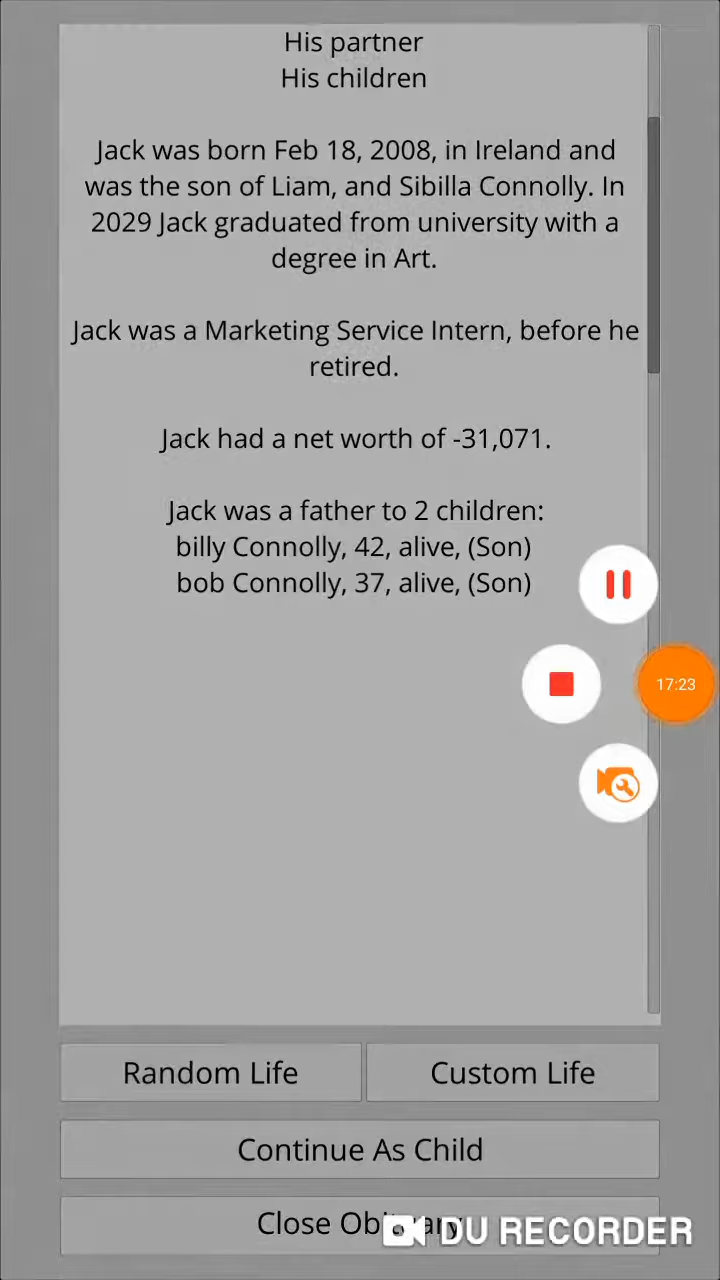 His partner
His children
Jack was born Feb 18, 2008, in Ireland and
was the son of Liam, and Sibilla Connolly. In
2029 Jack graduated from university with a
degree in Art.
Jack was a Marketing Service Intern, before he
retired.
Jack had a net worth of -31,071.
Jack was a father to 2 children:
billy Connolly, 42, alive, (Son)
bob Connolly, 37, alive, (Son)
17:23
Random Life
Custom Life
Continue As Child
Close Obituary
DU RECORDER